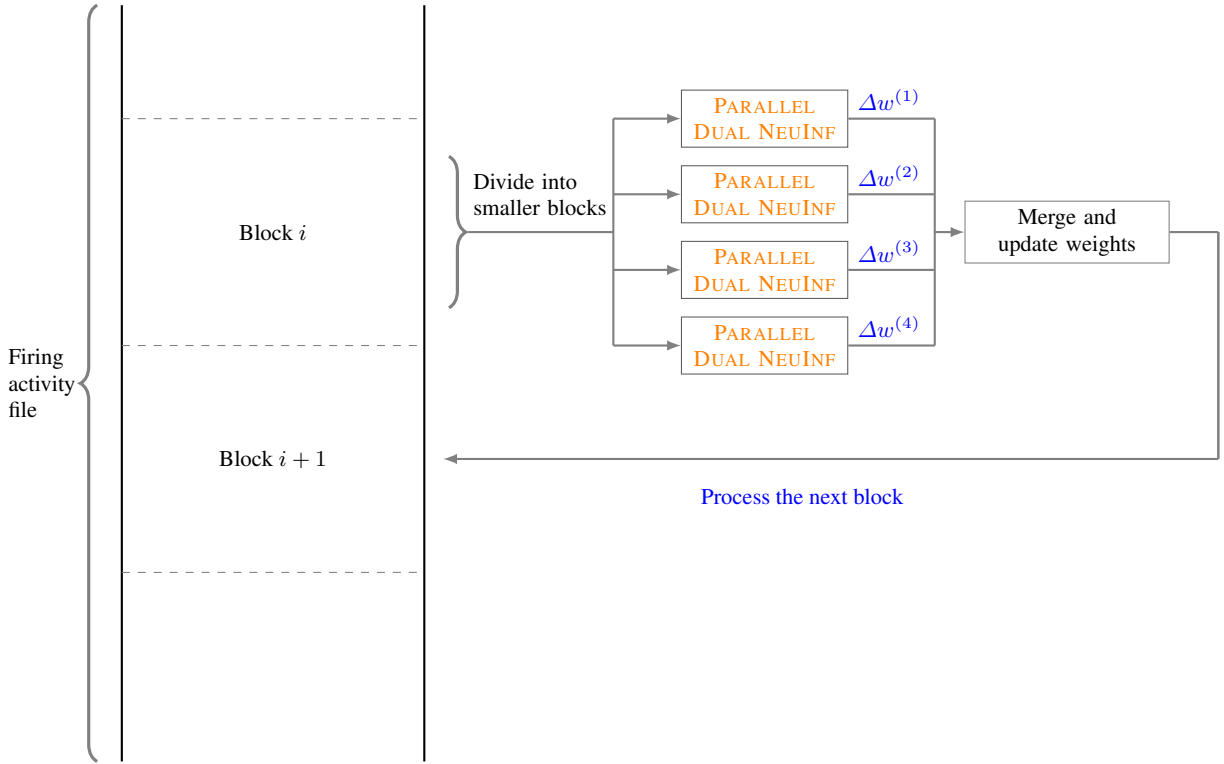 Firing
activity
file
Block i
Block i + 1
Divide into
smaller blocks
PARALLEL
DUAL NEUINF
Δw^(1)
PARALLEL
DUAL NEUINF
Δw^(2)
PARALLEL
DUAL NEUINF
Δw^(3)
PARALLEL
DUAL NEUINF
Δw^(4)
Merge and
update weights
Process the next block